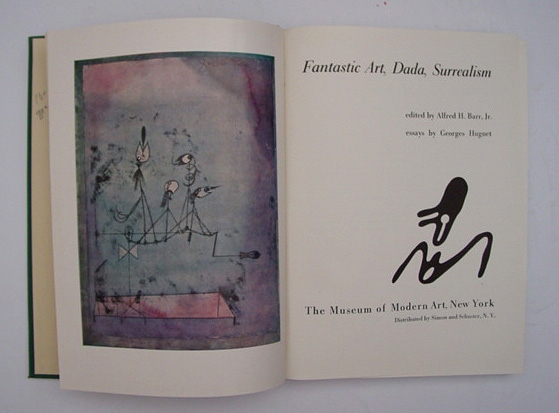 Fantastic Art, Dada, Surrealism
edited by Alfred H. Barr, Jr.
essays by Georges Hugnet
The Museum of Modern Art, New York
Distributed by Simon and Schuster, N. Y.